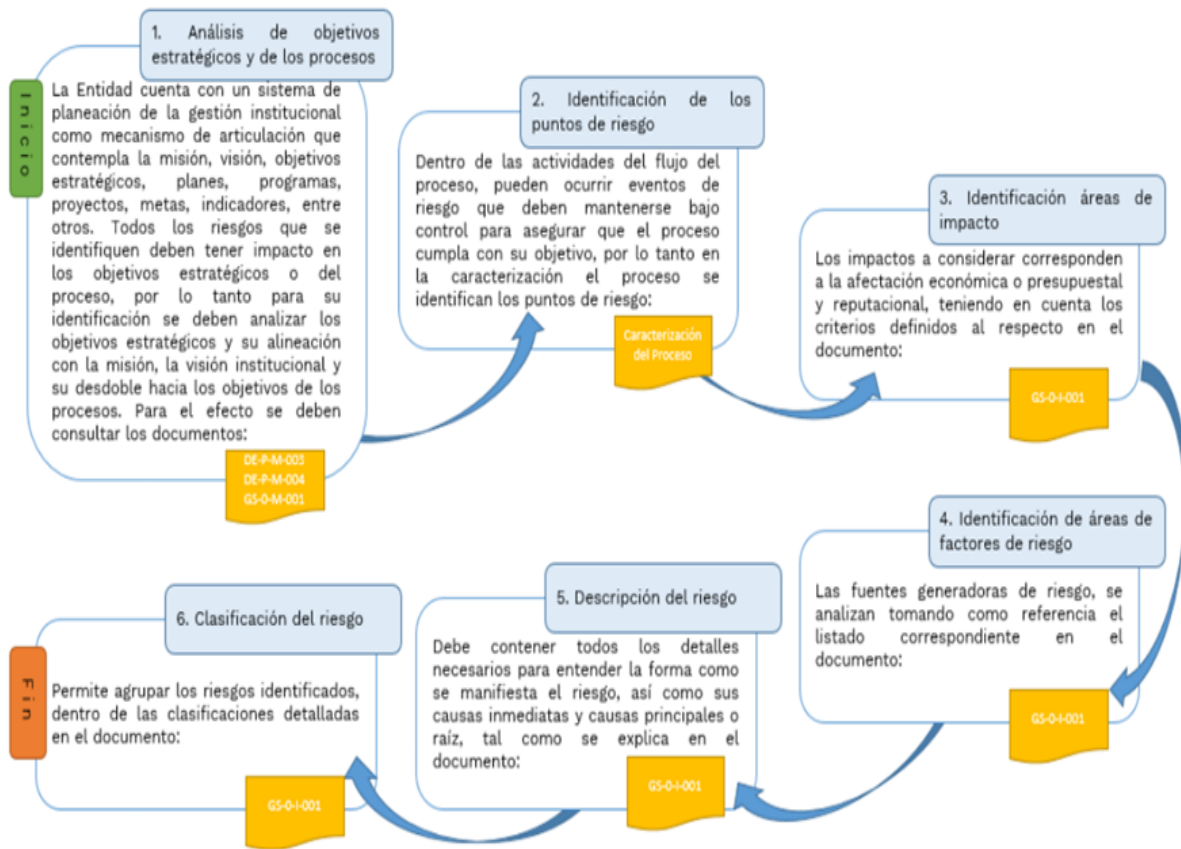 Inicio
1. Análisis de objetivos
estratégicos y de los procesos
La Entidad cuenta con un sistema de
planeación de la gestión institucional
como mecanismo de articulación que
contempla la misión, visión, objetivos
estratégicos, planes, programas,
proyectos, metas, indicadores, entre
otros. Todos los riesgos que se
identifiquen deben tener impacto en
los objetivos estratégicos o del
proceso, por lo tanto para su
identificación se deben analizar los
objetivos estratégicos y su alineación
con la misión, la visión institucional y
su desdoble hacia los objetivos de los
procesos. Para el efecto se deben
consultar los documentos:
DE-P-M-003
DE-P-M-004
GS-0-M-001
2. Identificación de los
puntos de riesgo
Dentro de las actividades del flujo del
proceso, pueden ocurrir eventos de
riesgo que deben mantenerse bajo
control para asegurar que el proceso
cumpla con su objetivo, por lo tanto en
la caracterización el proceso se
identifican los puntos de riesgo:
Caracterización
del Proceso
3. Identificación áreas de
impacto
Los impactos a considerar corresponden
a la afectación económica o presupuestal
y reputacional, teniendo en cuenta los
criterios definidos al respecto en el
documento:
GS-0-I-001
4. Identificación de áreas de
factores de riesgo
Las fuentes generadoras de riesgo, se
analizan tomando como referencia el
listado correspondiente en el
documento:
GS-0-I-001
5. Descripción del riesgo
Debe contener todos los detalles
necesarios para entender la forma como
se manifiesta el riesgo, así como sus
causas inmediatas y causas principales o
raíz, tal como se explica en el
documento:
GS-0-I-001
6. Clasificación del riesgo
Permite agrupar los riesgos identificados,
dentro de las clasificaciones detalladas
en el documento:
GS-0-I-001
Fin